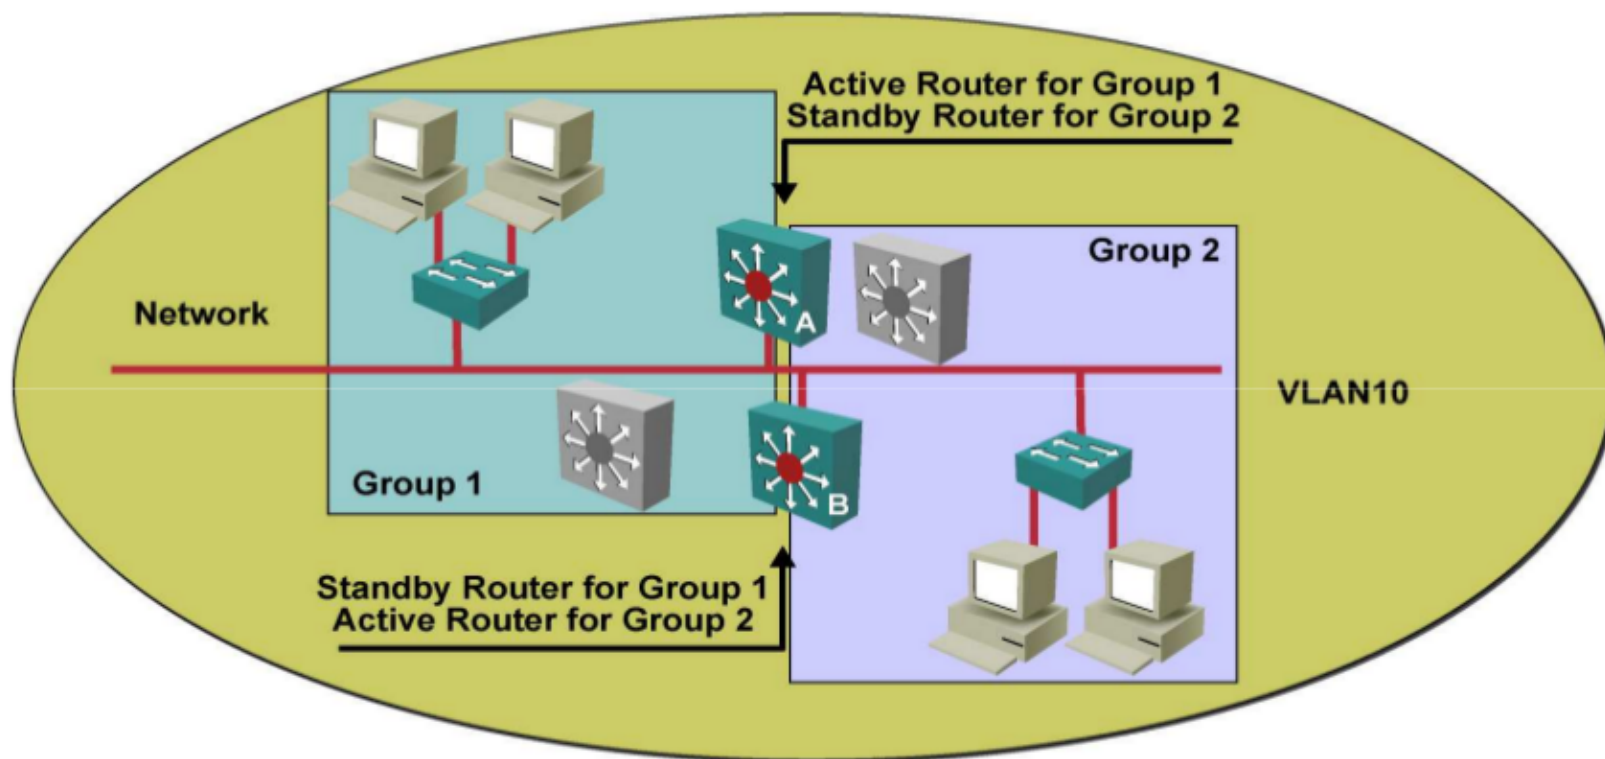 Active Router for Group 1
Standby Router for Group 2
Group 2
Network
A
VLAN10
Group 1
B
Standby Router for Group 1
Active Router for Group 2